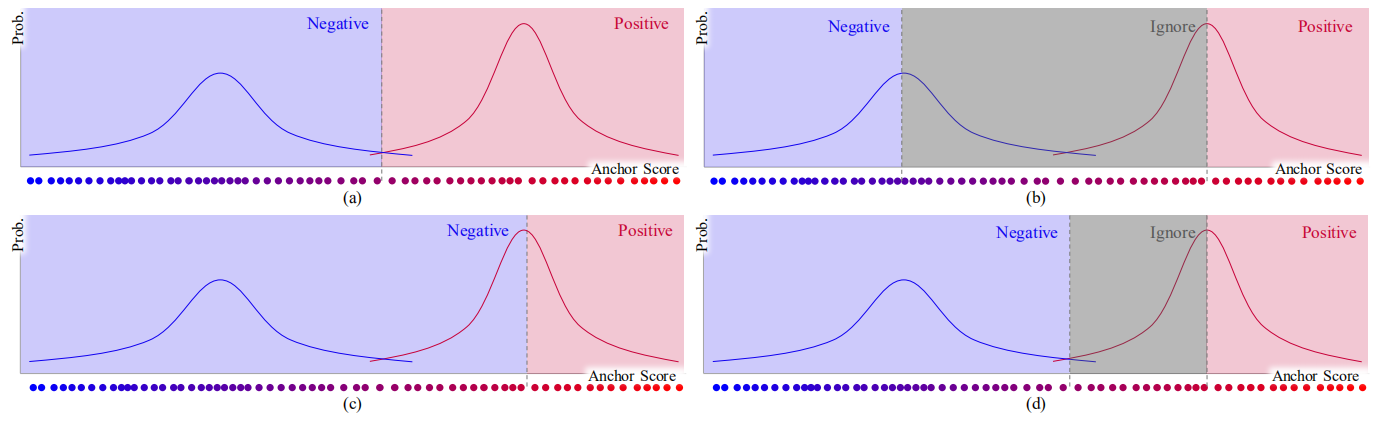 Prob.
Negative
Positive
Anchor Score
(a)
Prob.
Negative
Ignore
Positive
Anchor Score
(b)
Prob.
Negative
Positive
Anchor Score
(c)
Prob.
Negative
Ignore
Positive
Anchor Score
(d)